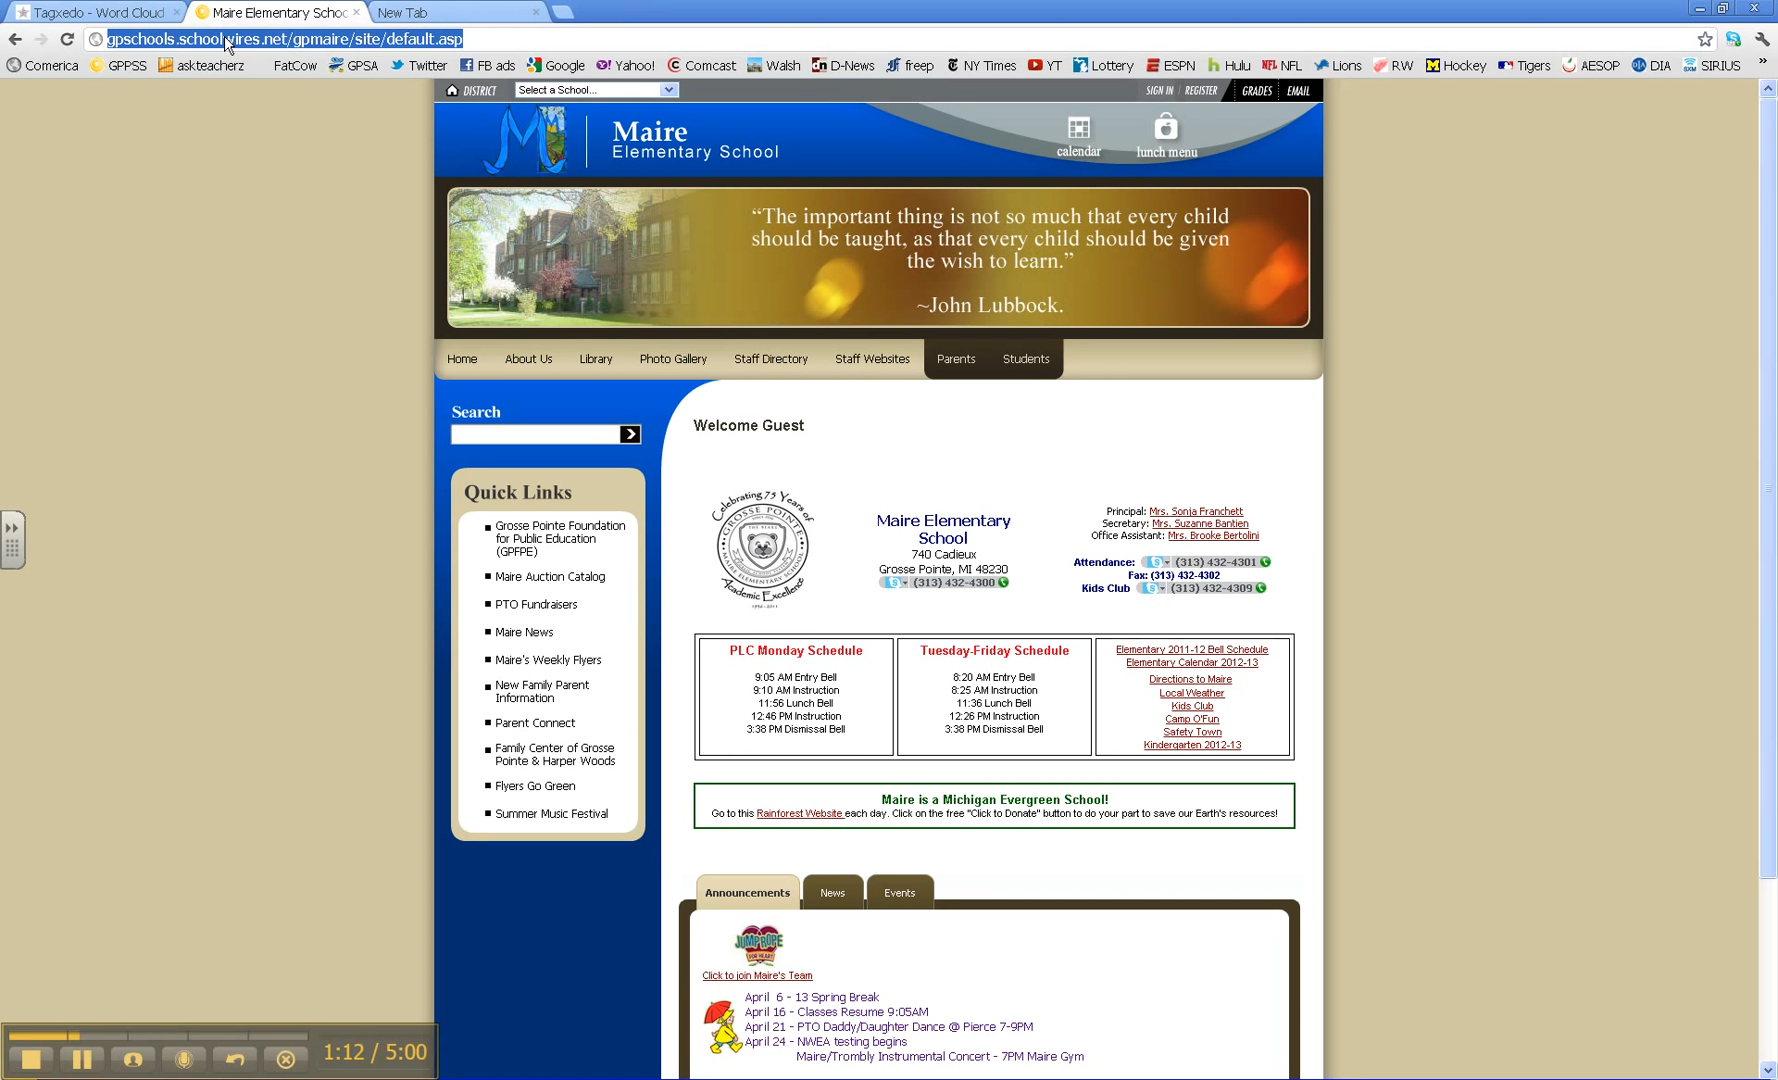 Tagxedo - Word Cloud
Maire Elementary Schoo
New Tab
gpschools.schoolwires.net/gpmaire/site/default.asp
Comerica GPPSS askteacherz FatCow GPSA Twitter FB ads Google Yahoo! Comcast Walsh D-News freep NY Times YT Lottery ESPN Hulu NFL Lions RW Hockey Tigers AESOP DIA SIRIUS »
DISTRICT Select a School... SIGN IN | REGISTER GRADES EMAIL
Maire
Elementary School
calendar lunch menu
“The important thing is not so much that every child
should be taught, as that every child should be given
the wish to learn.”
~John Lubbock.
Home About Us Library Photo Gallery Staff Directory Staff Websites Parents Students
Search
Welcome Guest
Quick Links
Grosse Pointe Foundation
for Public Education
(GPFPE)
Maire Auction Catalog
PTO Fundraisers
Maire News
Maire's Weekly Flyers
New Family Parent
Information
Parent Connect
Family Center of Grosse
Pointe & Harper Woods
Flyers Go Green
Summer Music Festival
Celebrating 75 Years of
GROSSE POINTE
MAIRE ELEMENTARY SCHOOL
Academic Excellence
Maire Elementary
School
740 Cadieux
Grosse Pointe, MI 48230
(313) 432-4300
Principal: Mrs. Sonja Franchett
Secretary: Mrs. Suzanne Bantien
Office Assistant: Mrs. Brooke Bertolini
Attendance: (313) 432-4301
Fax: (313) 432-4302
Kids Club (313) 432-4309
PLC Monday Schedule
9:05 AM Entry Bell
9:10 AM Instruction
11:56 Lunch Bell
12:46 PM Instruction
3:38 PM Dismissal Bell
Tuesday-Friday Schedule
8:20 AM Entry Bell
8:25 AM Instruction
11:36 Lunch Bell
12:26 PM Instruction
3:38 PM Dismissal Bell
Elementary 2011-12 Bell Schedule
Elementary Calendar 2012-13
Directions to Maire
Local Weather
Kids Club
Camp O'Fun
Safety Town
Kindergarten 2012-13
Maire is a Michigan Evergreen School!
Go to this Rainforest Website each day. Click on the free "Click to Donate" button to do your part to save our Earth's resources!
Announcements News Events
JUMP ROPE
FOR HEART
Click to join Maire's Team
April 6 - 13 Spring Break
April 16 - Classes Resume 9:05AM
April 21 - PTO Daddy/Daughter Dance @ Pierce 7-9PM
April 24 - NWEA testing begins
Maire/Trombly Instrumental Concert - 7PM Maire Gym
1:12 / 5:00